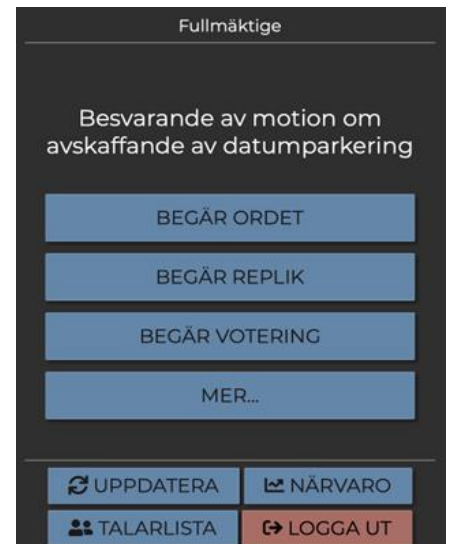 Fullmäktige
Besvarande av motion om
avskaffande av datumparkering
BEGÄR ORDET
BEGÄR REPLIK
BEGÄR VOTERING
MER...
UPPDATERA
NÄRVARO
TALARLISTA
LOGGA UT